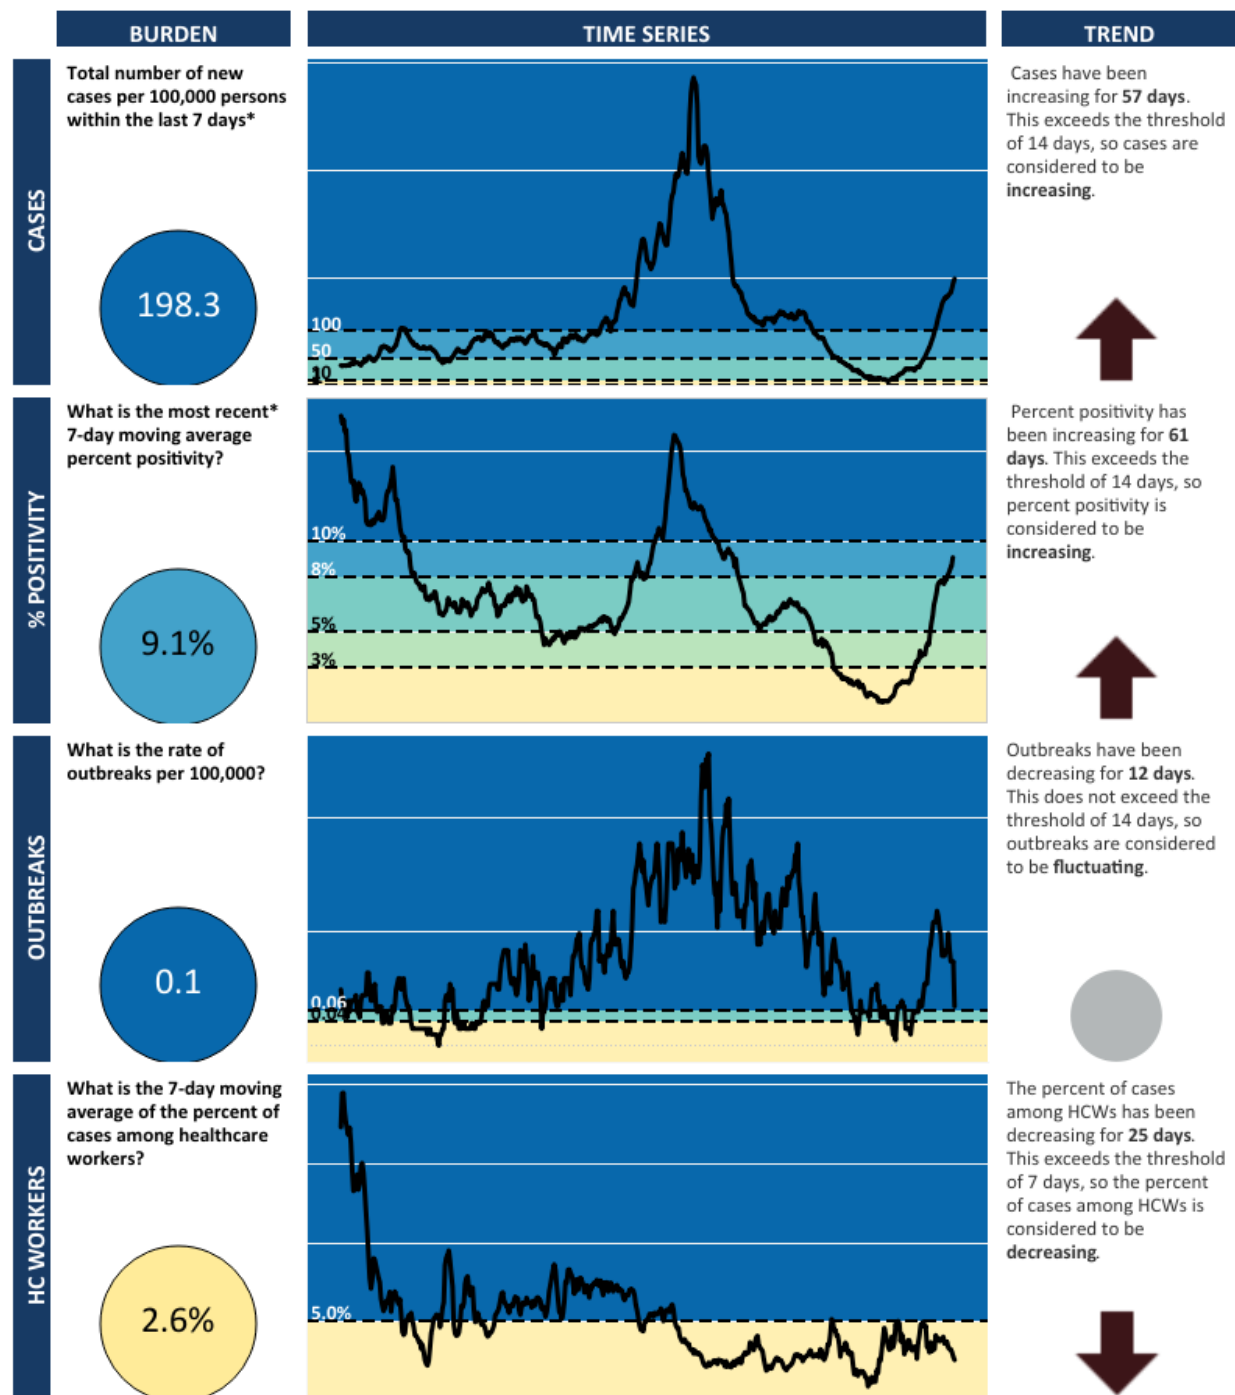 BURDEN
TIME SERIES
TREND
CASES
Total number of new
cases per 100,000 persons
within the last 7 days*
198.3
100
50
10
Cases have been
increasing for 57 days.
This exceeds the threshold
of 14 days, so cases are
considered to be
increasing.
% POSITIVITY
What is the most recent*
7-day moving average
percent positivity?
9.1%
10%
8%
5%
3%
Percent positivity has
been increasing for 61
days. This exceeds the
threshold of 14 days, so
percent positivity is
considered to be
increasing.
OUTBREAKS
What is the rate of
outbreaks per 100,000?
0.1
0.06
0.04
Outbreaks have been
decreasing for 12 days.
This does not exceed the
threshold of 14 days, so
outbreaks are considered
to be fluctuating.
HC WORKERS
What is the 7-day moving
average of the percent of
cases among healthcare
workers?
2.6%
5.0%
The percent of cases
among HCWs has been
decreasing for 25 days.
This exceeds the threshold
of 7 days, so the percent
of cases among HCWs is
considered to be
decreasing.